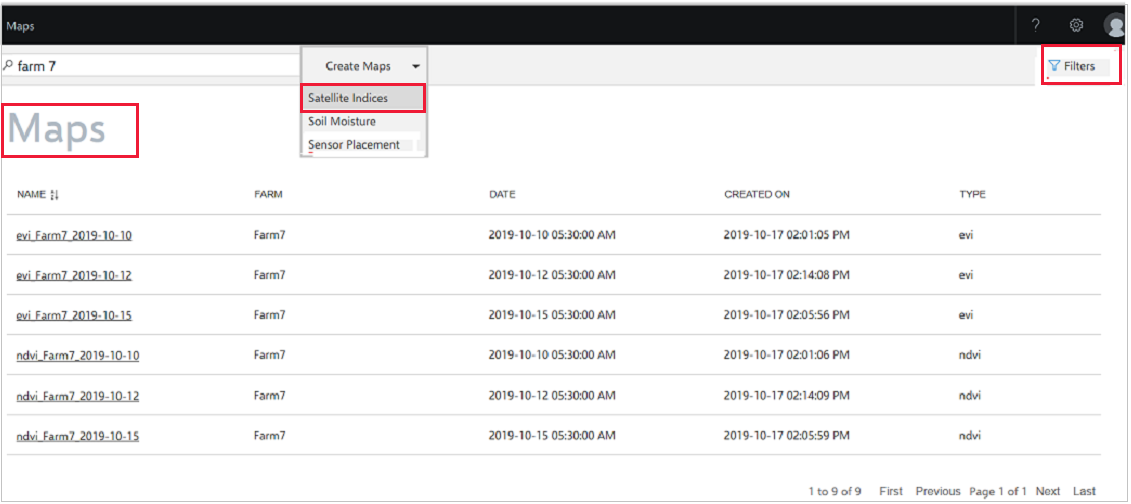 Maps
?
farm 7
Create Maps
Filters
Satellite Indices
Soil Moisture
Sensor Placement
Maps
NAME FARM DATE CREATED ON TYPE
evi_Farm7_2019-10-10 Farm7 2019-10-10 05:30:00 AM 2019-10-17 02:01:05 PM evi
evi_Farm7_2019-10-12 Farm7 2019-10-12 05:30:00 AM 2019-10-17 02:14:08 PM evi
evi_Farm7_2019-10-15 Farm7 2019-10-15 05:30:00 AM 2019-10-17 02:05:56 PM evi
ndvi_Farm7_2019-10-10 Farm7 2019-10-10 05:30:00 AM 2019-10-17 02:01:06 PM ndvi
ndvi_Farm7_2019-10-12 Farm7 2019-10-12 05:30:00 AM 2019-10-17 02:14:09 PM ndvi
ndvi_Farm7_2019-10-15 Farm7 2019-10-15 05:30:00 AM 2019-10-17 02:05:59 PM ndvi
1 to 9 of 9 First Previous Page 1 of 1 Next Last